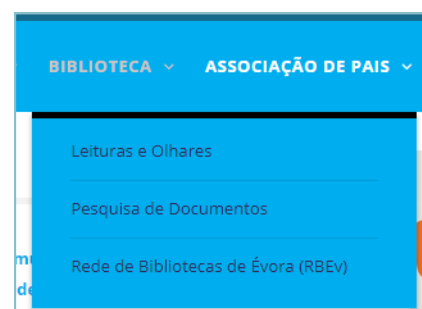 BIBLIOTECA ASSOCIAÇÃO DE PAIS
Leituras e Olhares
Pesquisa de Documentos
Rede de Bibliotecas de Évora (RBEv)